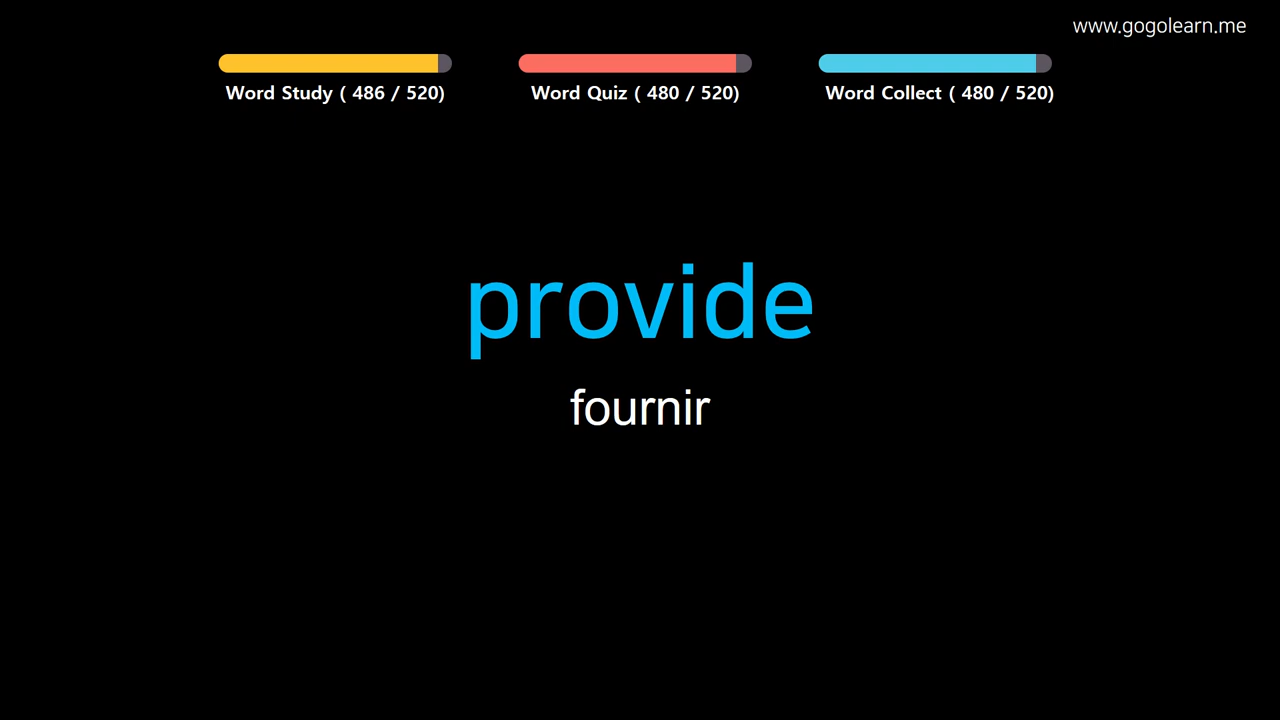 www.gogolearn.me
Word Study ( 486 / 520)
Word Quiz ( 480 / 520)
Word Collect ( 480 / 520)
provide
fournir